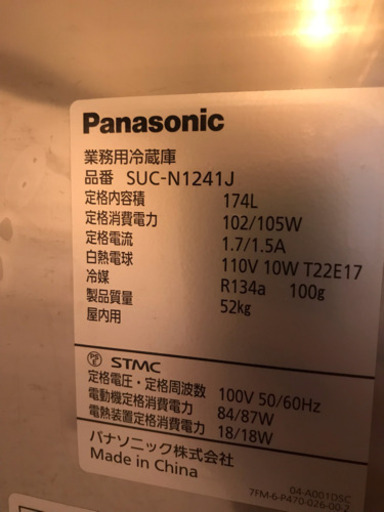 Panasonic
業務用冷蔵庫
品番 SUC-N1241J
定格内容積 174L
定格消費電力 102/105W
定格電流 1.7/1.5A
白熱電球 110V 10W T22E17
冷媒 R134a 100g
製品質量 52kg
屋内用
STMC
定格電圧・定格周波数 100V 50/60Hz
電動機定格消費電力 84/87W
電熱装置定格消費電力 18/18W
パナソニック株式会社
Made in China
04-A001DSC
7FM-6-P470-026-00-2